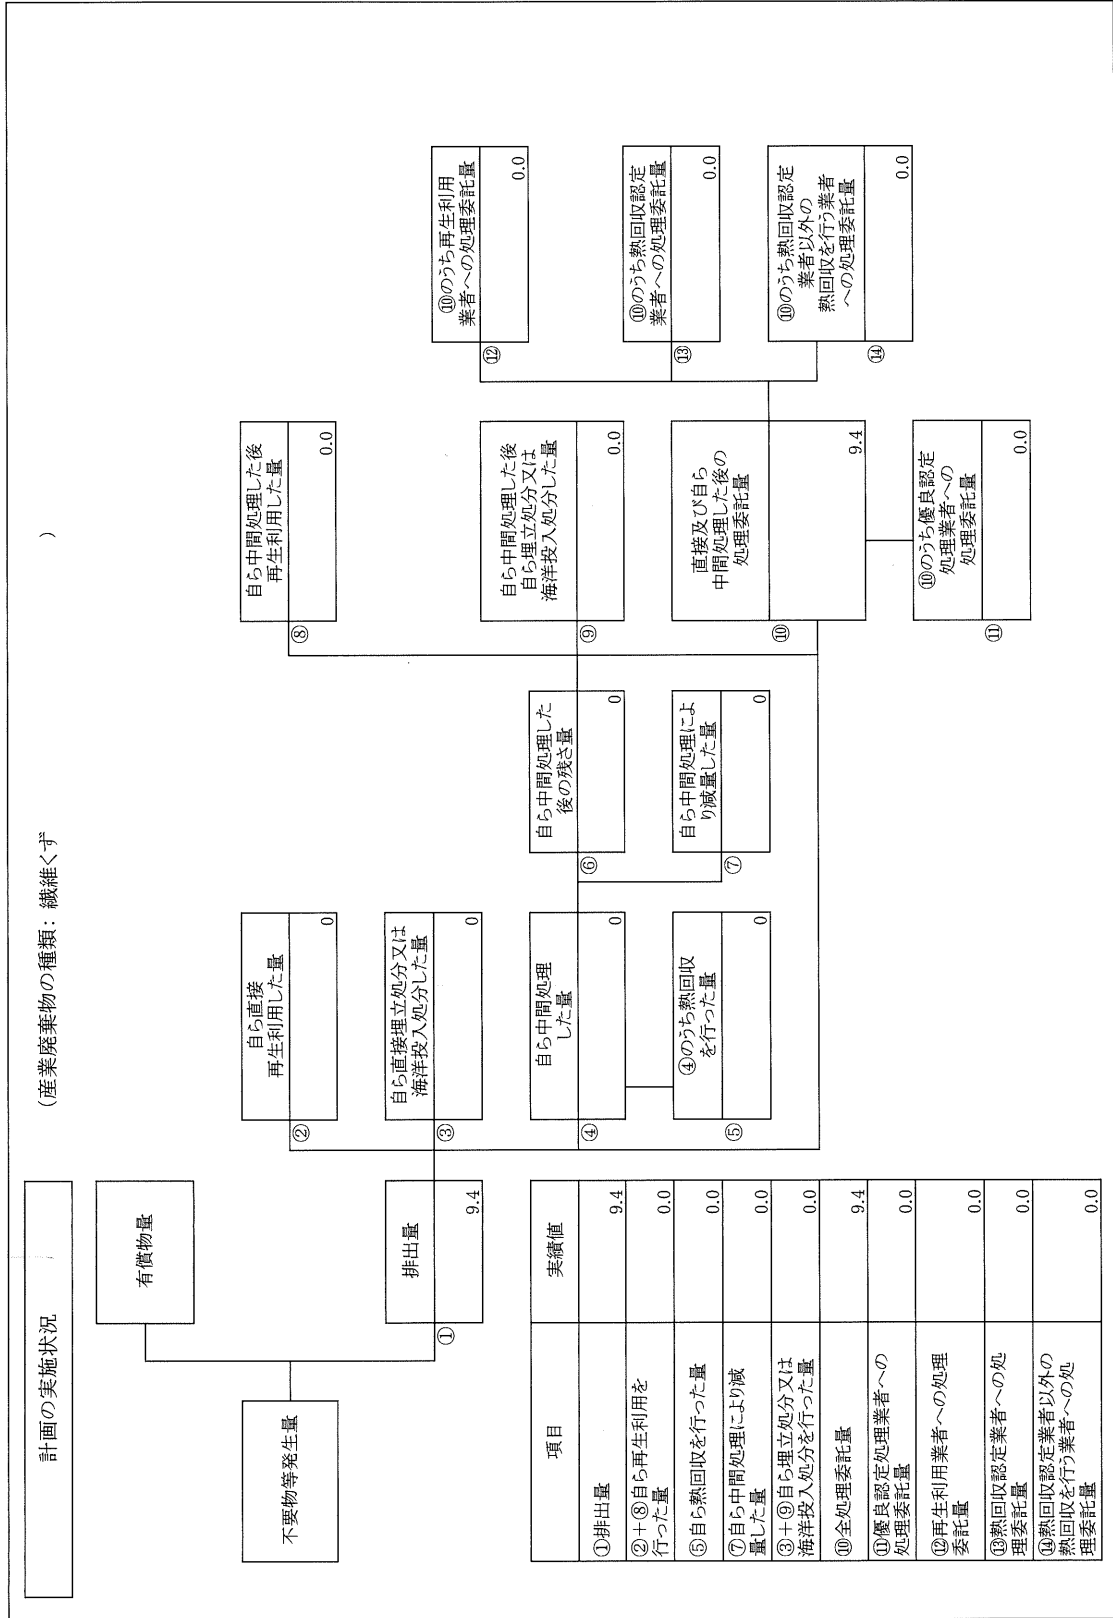 計画の実施状況
(産業廃棄物の種類: 繊維くず )
不要物等発生量
有償物量
①
排出量
9.4
②
自ら直接
再生利用した量
0
③
自ら直接埋立処分又は
海洋投入処分した量
0
④
自ら中間処理
した量
0
⑤
④のうち熱回収
を行った量
0
⑥
自ら中間処理した
後の残さ量
0
⑦
自ら中間処理によ
り減量した量
0
⑧
自ら中間処理した後
再生利用した量
0.0
⑨
自ら中間処理した後
自ら埋立処分又は
海洋投入処分した量
0.0
⑩
直接及び自ら
中間処理した後の
処理委託量
9.4
⑪
⑩のうち優良認定
処理業者への
処理委託量
0.0
⑫
⑩のうち再生利用
業者への処理委託量
0.0
⑬
⑩のうち熱回収認定
業者への処理委託量
0.0
⑭
⑩のうち熱回収認定
業者以外の
熱回収を行う業者
への処理委託量
0.0
項目 実績値
①排出量 9.4
②+⑧自ら再生利用を
行った量 0.0
⑤自ら熱回収を行った量 0.0
⑦自ら中間処理により減
量した量 0.0
③+⑨自ら埋立処分又は
海洋投入処分を行った量 0.0
⑩全処理委託量 9.4
⑪優良認定処理業者への
処理委託量 0.0
⑫再生利用業者への処理
委託量 0.0
⑬熱回収認定業者への処
理委託量 0.0
⑭熱回収認定業者以外の
熱回収を行う業者への処
理委託量 0.0